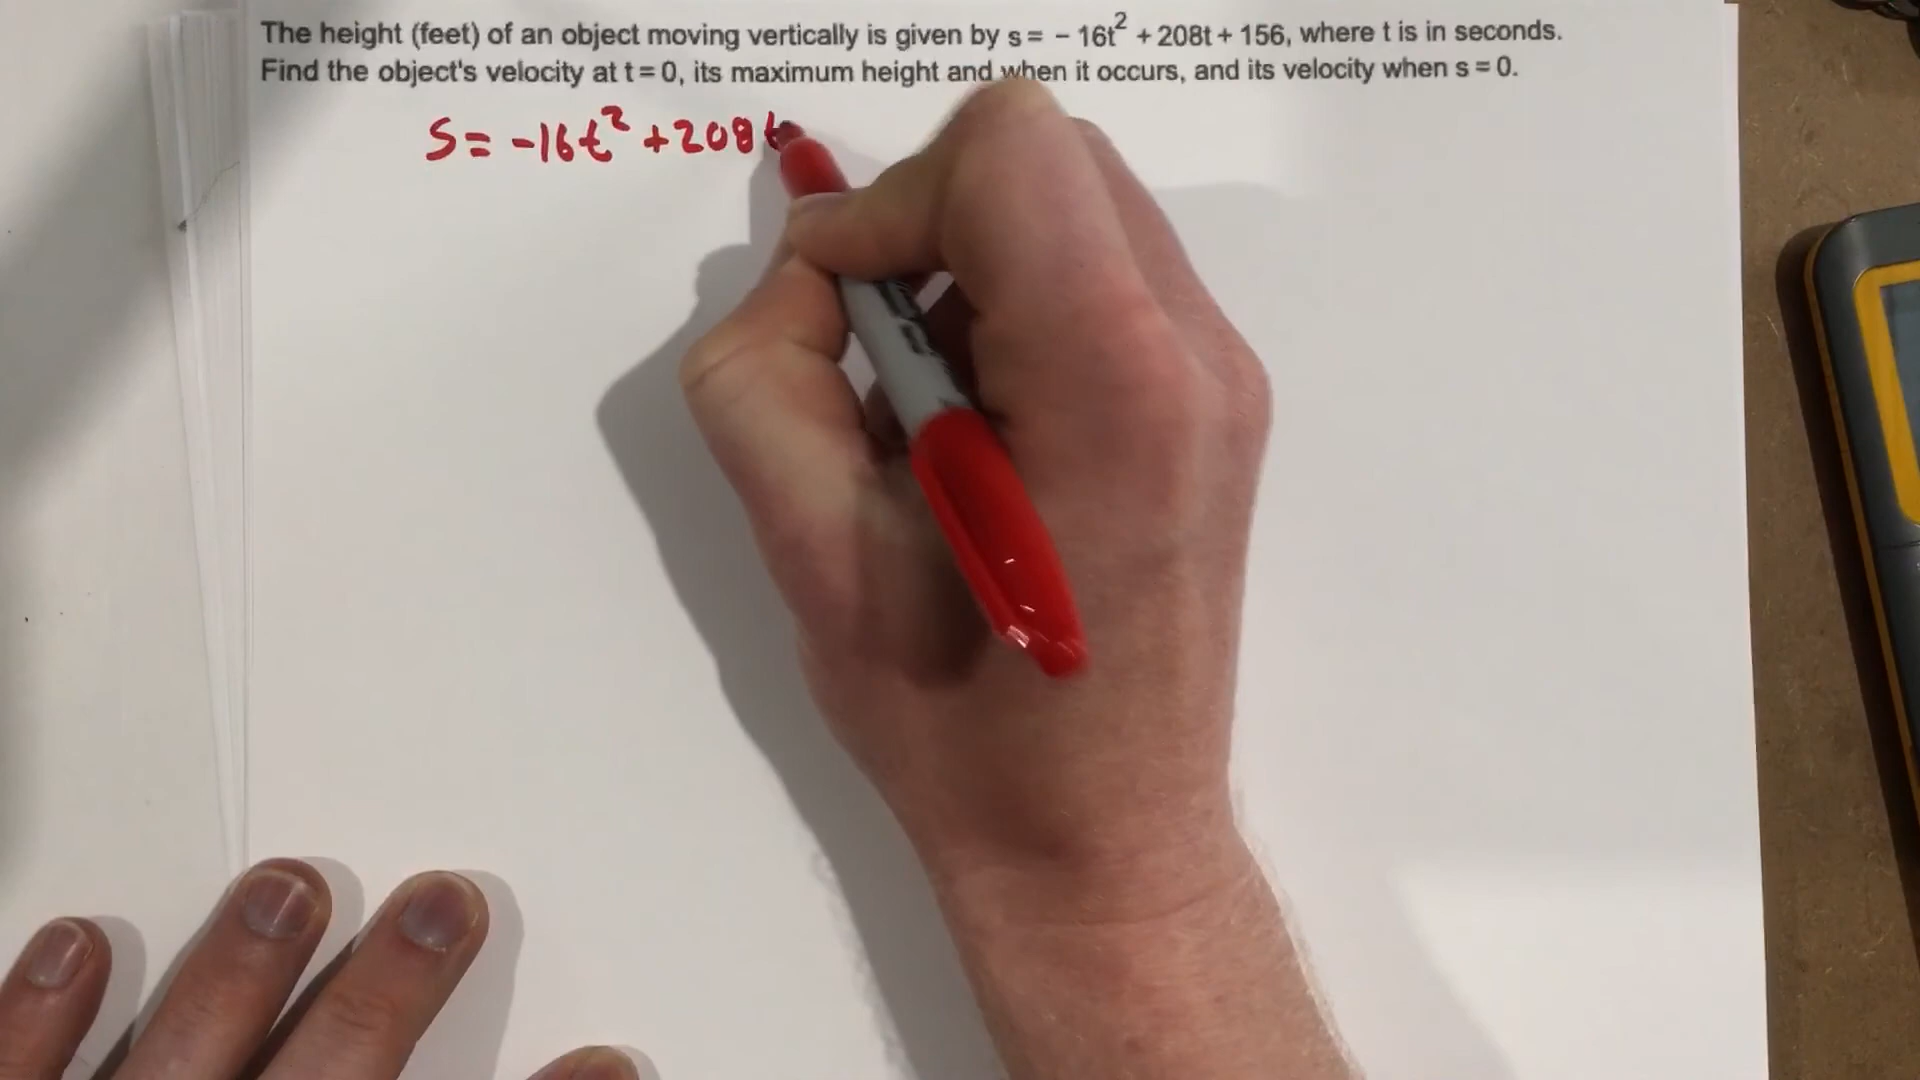 The height (feet) of an object moving vertically is given by s = − 16t² + 208t + 156, where t is in seconds.
Find the object's velocity at t = 0, its maximum height and when it occurs, and its velocity when s = 0.
S = -16t² +208t